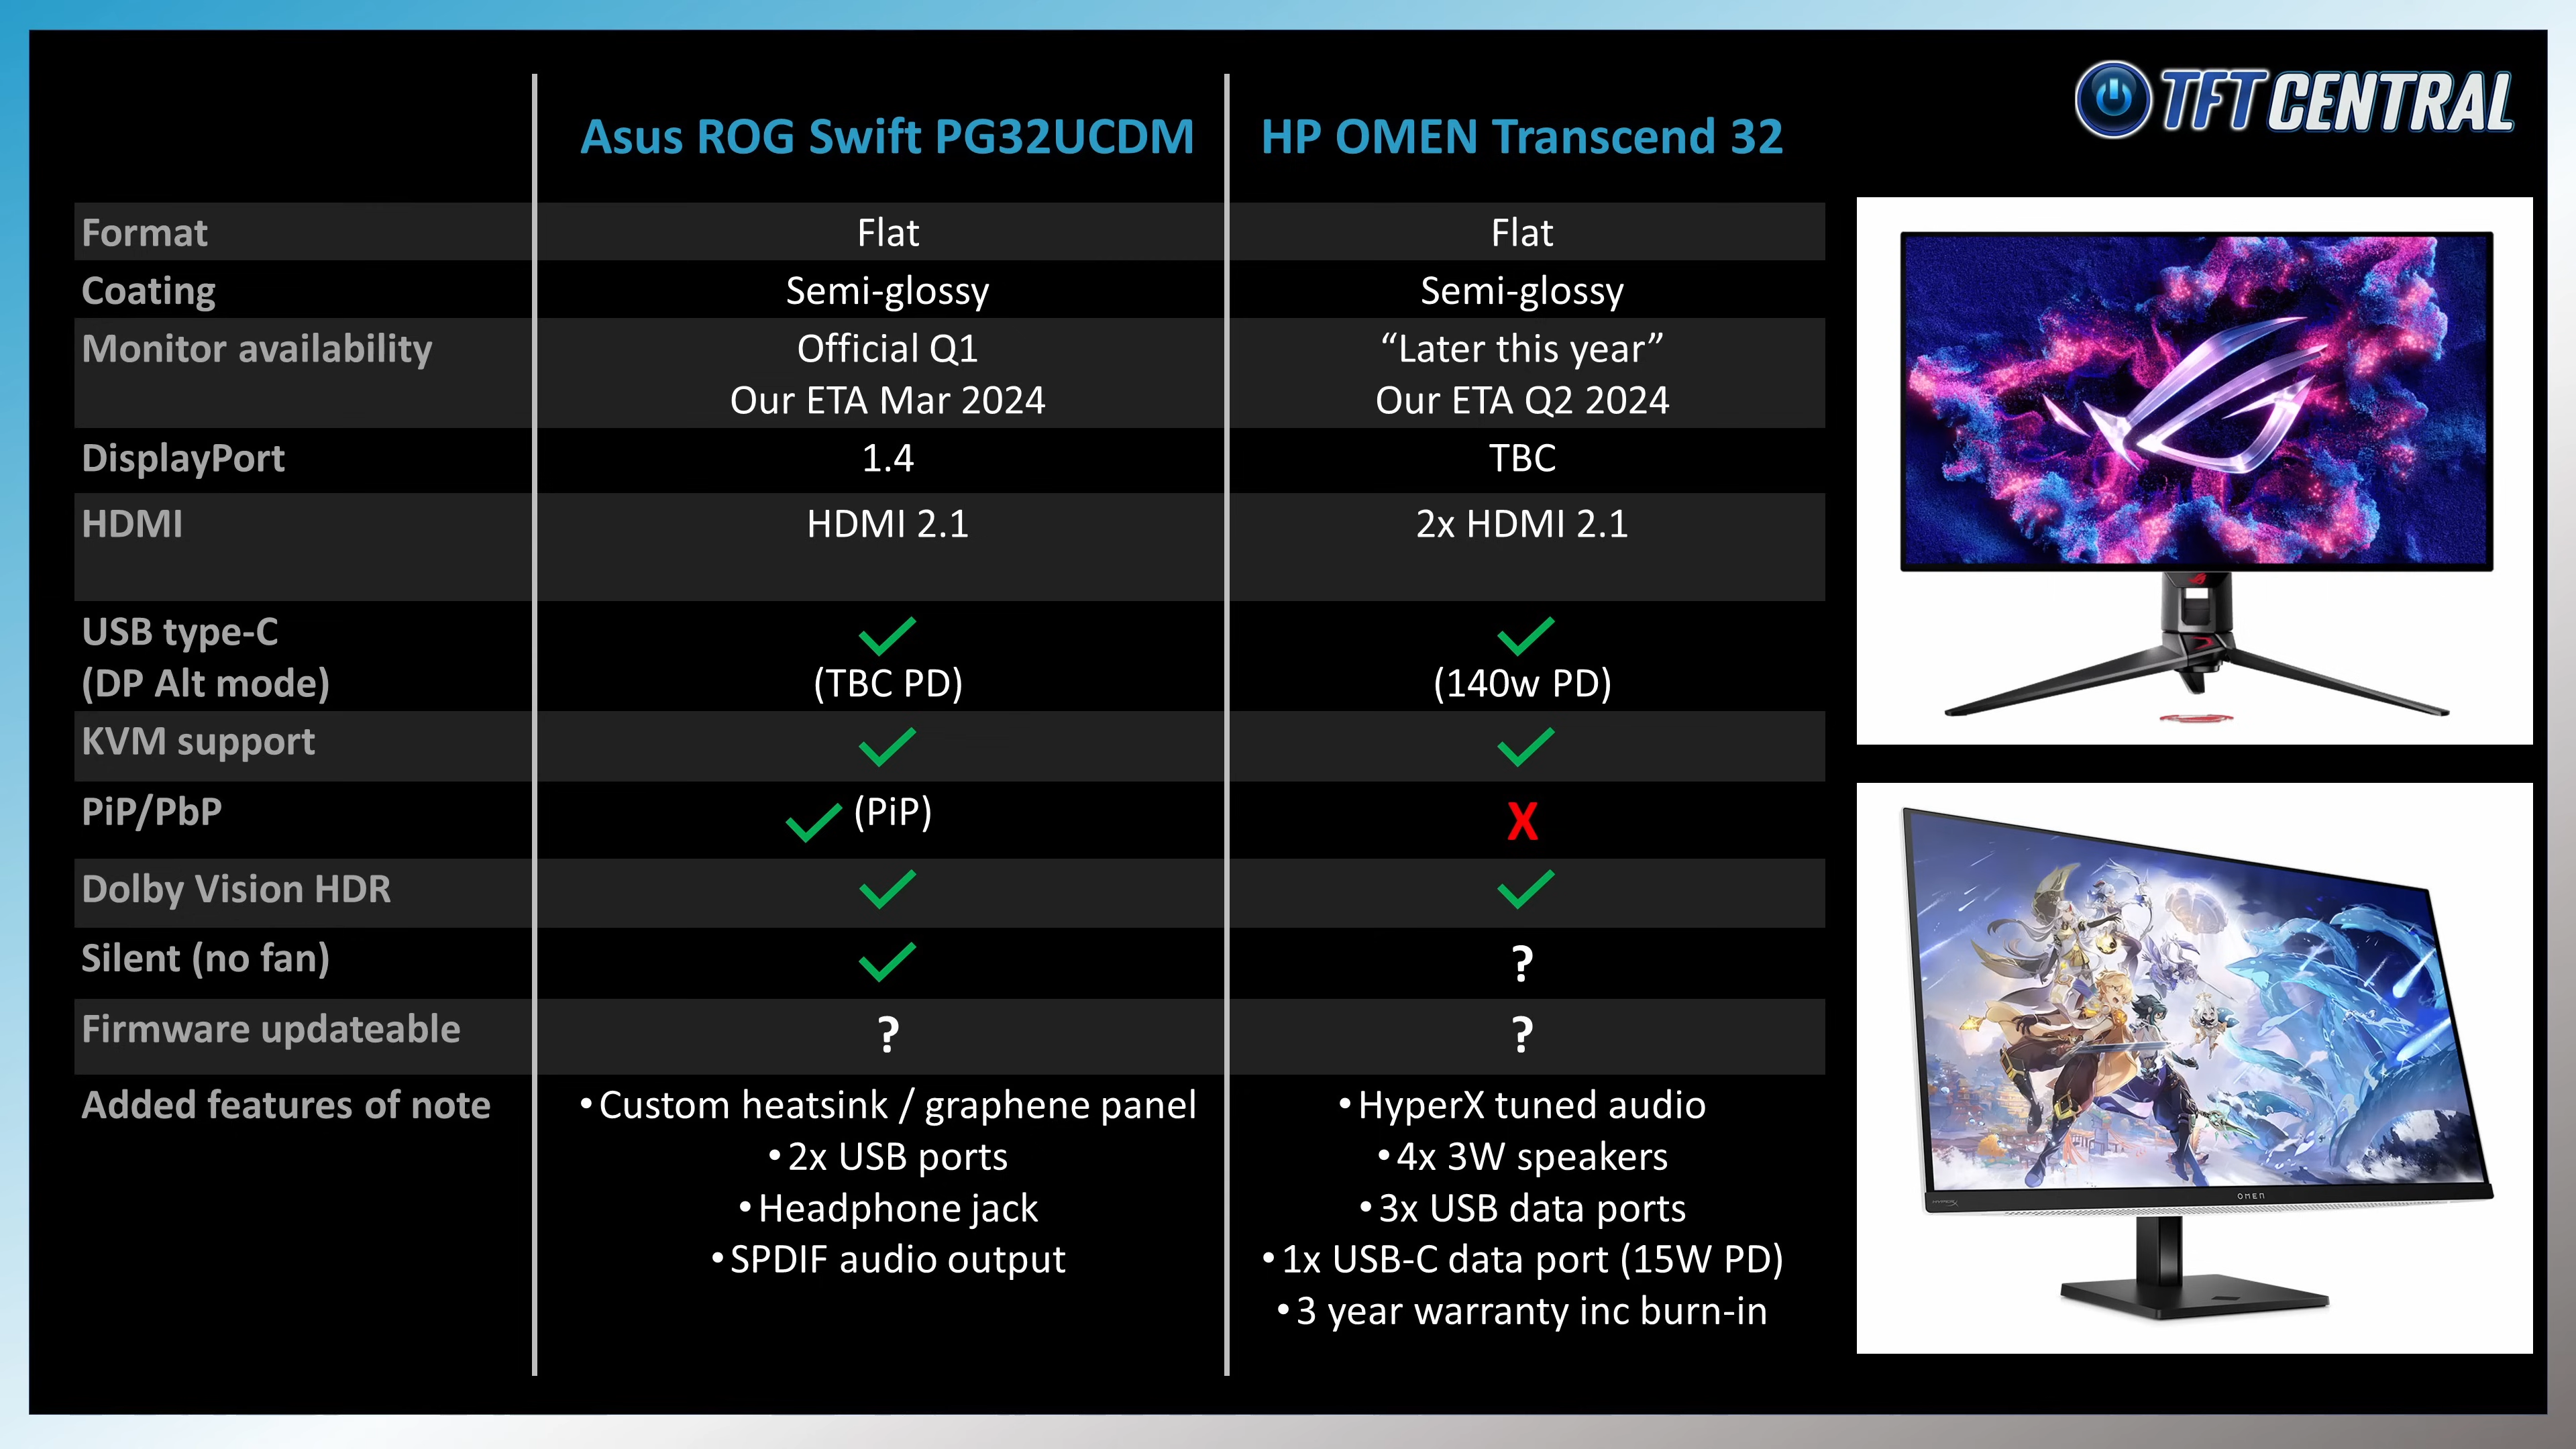 TFTCENTRAL
Asus ROG Swift PG32UCDM HP OMEN Transcend 32
Format Flat Flat
Coating Semi-glossy Semi-glossy
Monitor availability Official Q1 “Later this year”
Our ETA Mar 2024 Our ETA Q2 2024
DisplayPort 1.4 TBC
HDMI HDMI 2.1 2x HDMI 2.1
USB type-C ✓ ✓
(DP Alt mode) (TBC PD) (140w PD)
KVM support ✓ ✓
PiP/PbP ✓ (PiP) X
Dolby Vision HDR ✓ ✓
Silent (no fan) ✓ ?
Firmware updateable ? ?
Added features of note •Custom heatsink / graphene panel •HyperX tuned audio
•2x USB ports •4x 3W speakers
•Headphone jack •3x USB data ports
•SPDIF audio output •1x USB-C data port (15W PD)
•3 year warranty inc burn-in
HYPERX OMEN